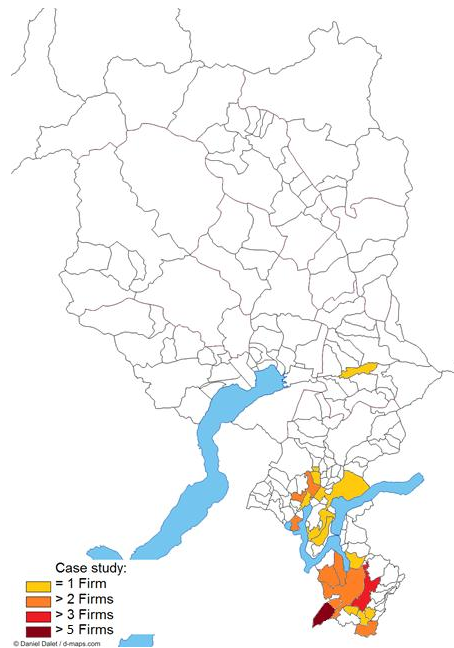 Case study:
= 1 Firm
> 2 Firms
> 3 Firms
> 5 Firms
© Daniel Dalet / d-maps.com